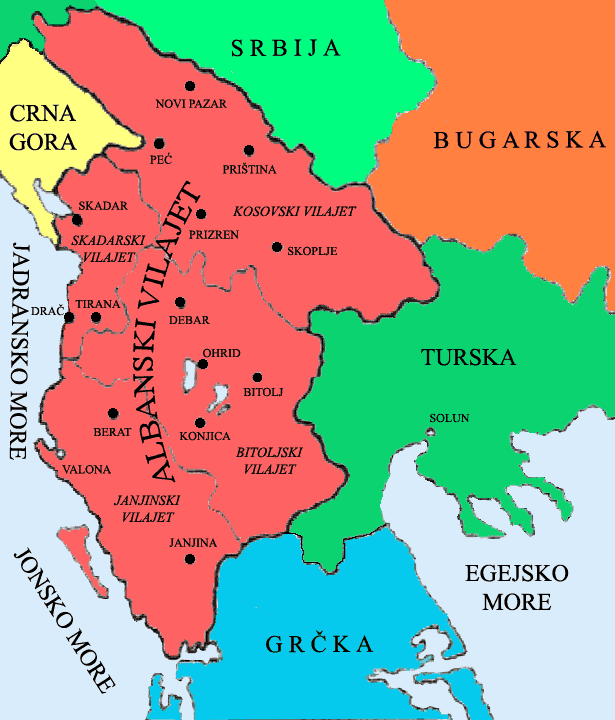 SRBIJA
NOVI PAZAR
CRNA
GORA
BUGARSKA
PEĆ
PRIŠTINA
SKADAR
KOSOVSKI VILAJET
PRIZREN
SKADARSKI
VILAJET
SKOPLJE
ALBANSKI VILAJET
JADRANSKO MORE
DRAČ
TIRANA
DEBAR
OHRID
TURSKA
BITOLJ
SOLUN
BERAT
KONJICA
BITOLJSKI
VILAJET
VALONA
JANJINSKI
VILAJET
JANJINA
JONSKO MORE
EGEJSKO
MORE
GRČKA